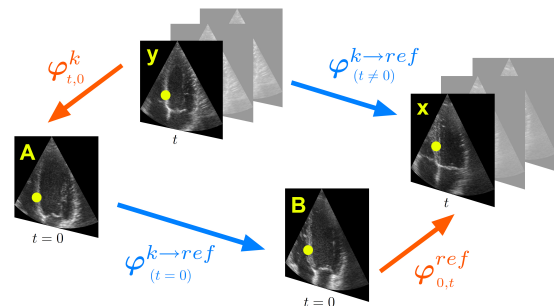 φ^k_{t,0}
y
φ^{k→ref}_{(t≠0)}
x
t
t
A
B
t = 0
φ^{k→ref}_{(t=0)}
φ^{ref}_{0,t}
t = 0